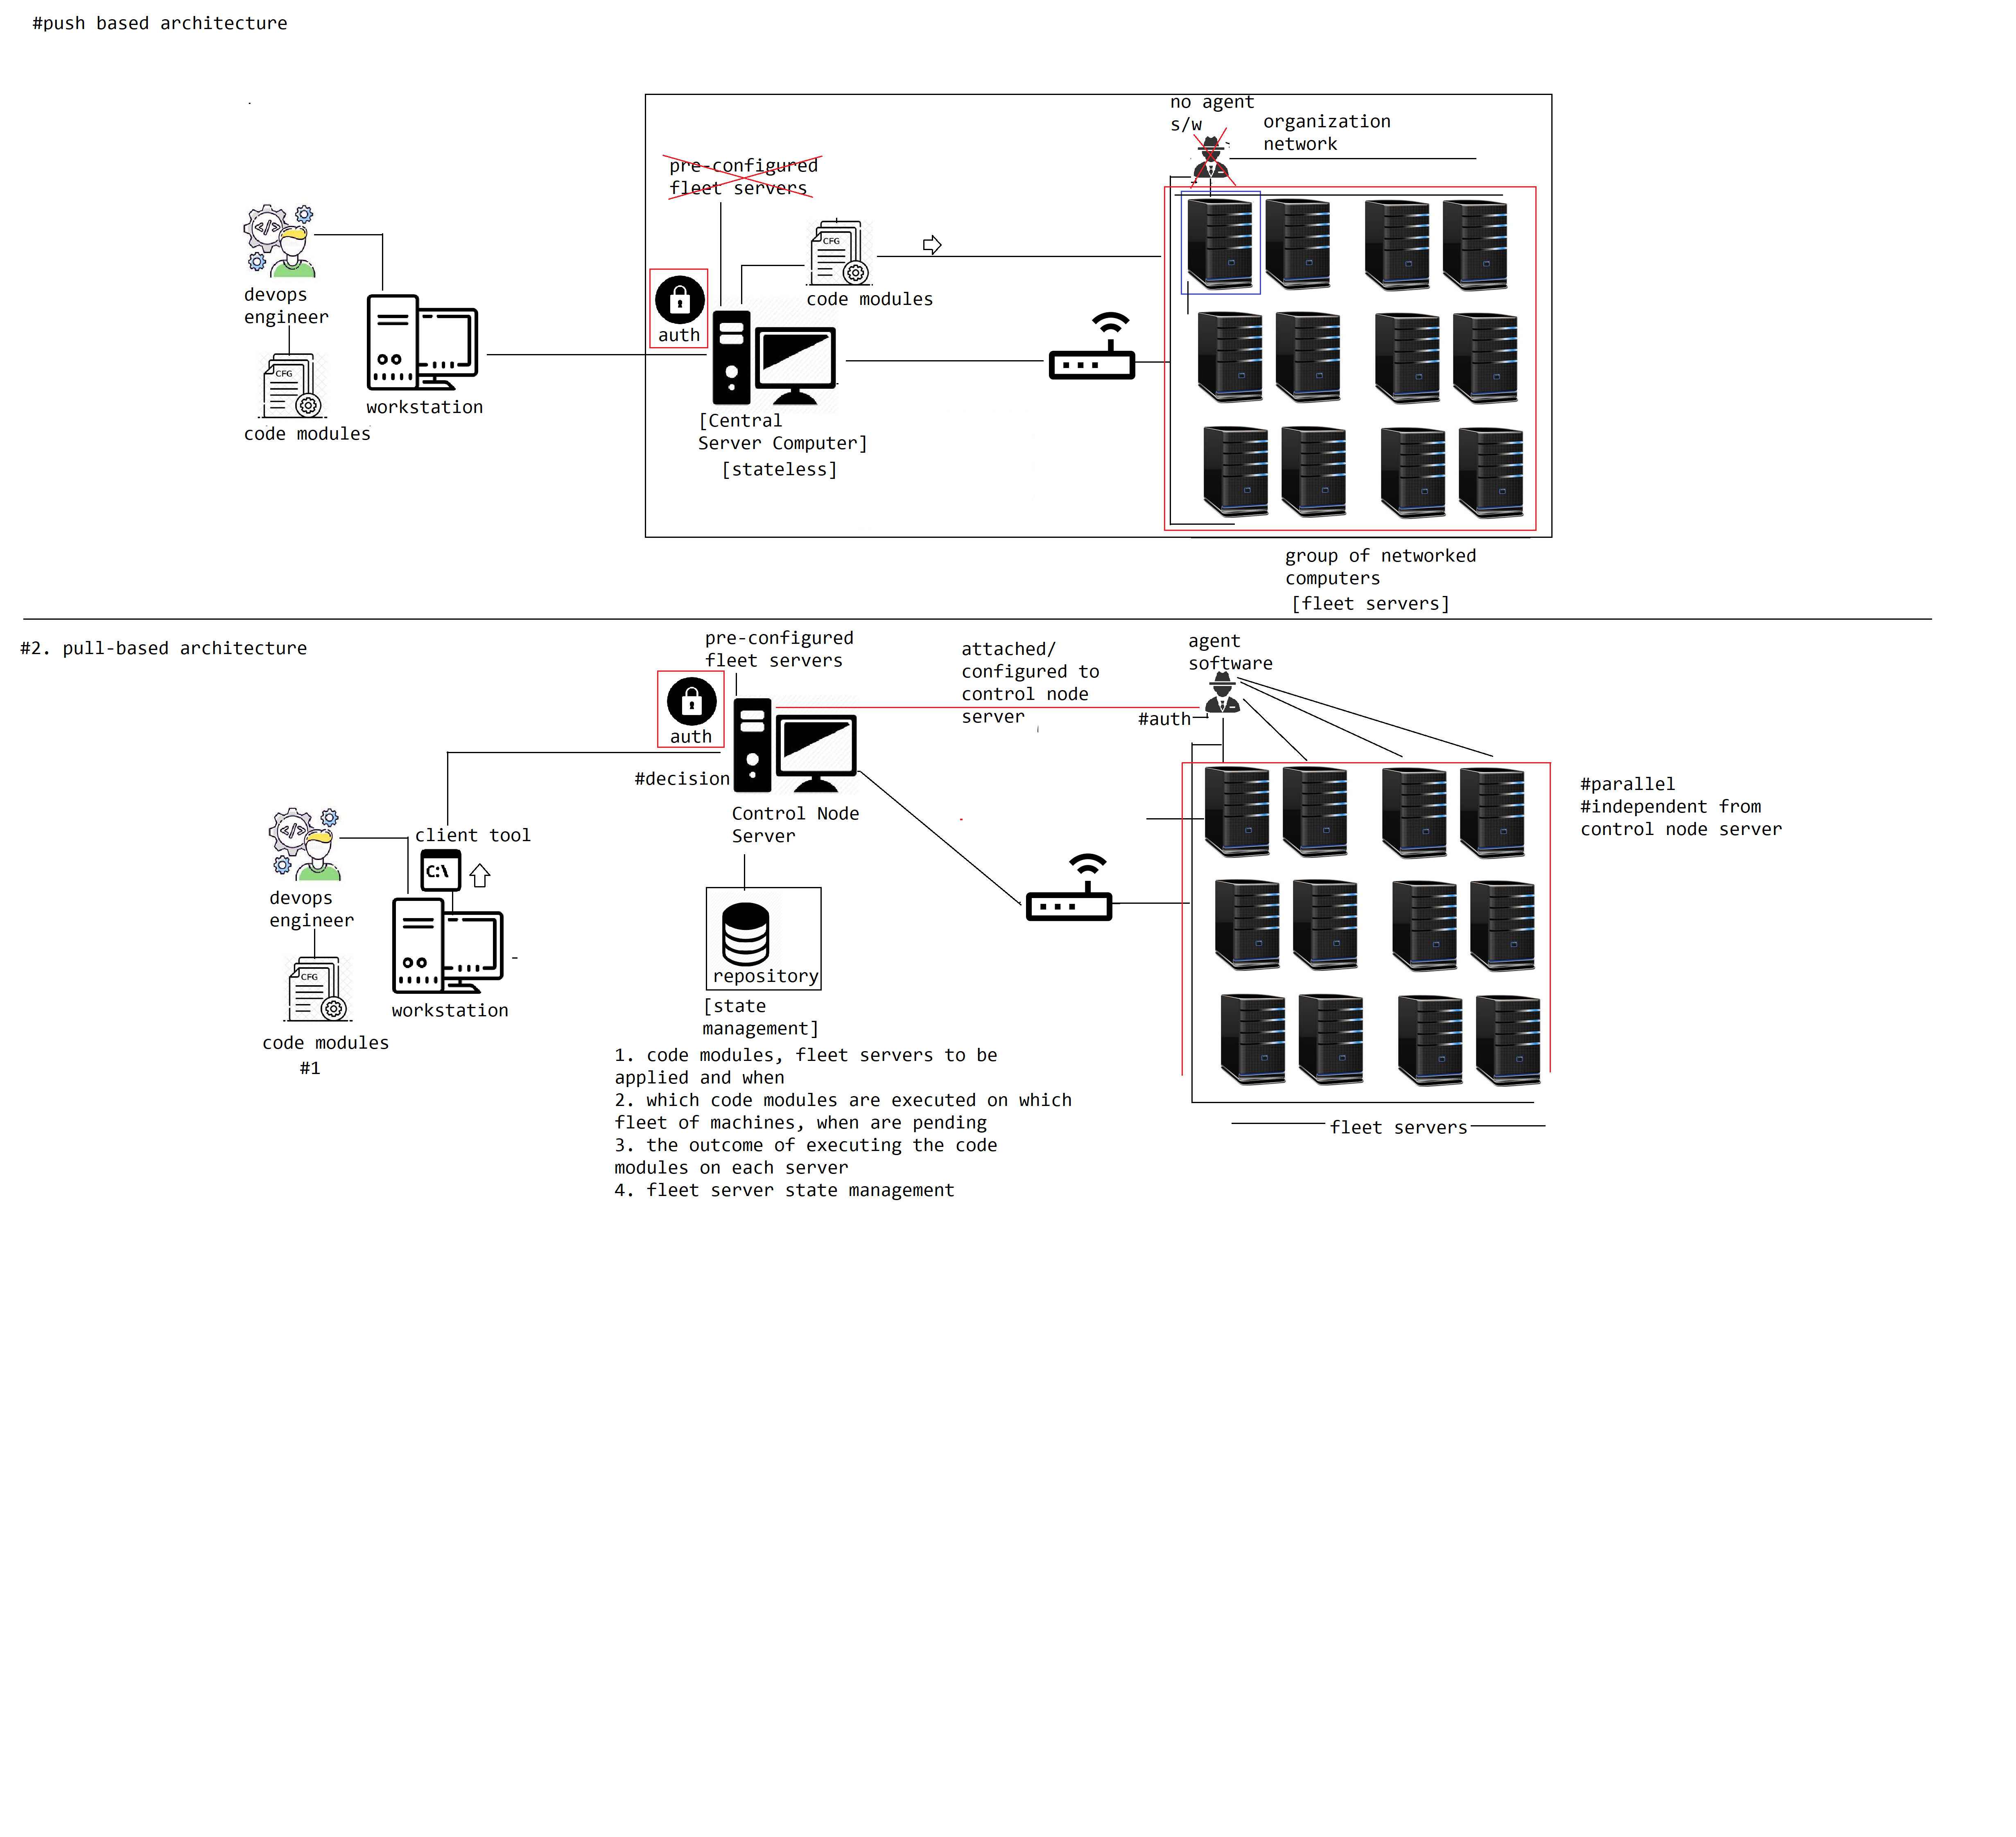 #push based architecture
no agent
s/w
organization
network
pre-configured
fleet servers
CFG
code modules
auth
devops
engineer
CFG
code modules
workstation
[Central
Server Computer]
[stateless]
group of networked
computers
[fleet servers]
#2. pull-based architecture
pre-configured
fleet servers
auth
#decision
attached/
configured to
control node
server
agent
software
#auth
Control Node
Server
client tool
C:\
devops
engineer
CFG
code modules
#1
workstation
repository
[state
management]
1. code modules, fleet servers to be
applied and when
2. which code modules are executed on which
fleet of machines, when are pending
3. the outcome of executing the code
modules on each server
4. fleet server state management
#parallel
#independent from
control node server
fleet servers